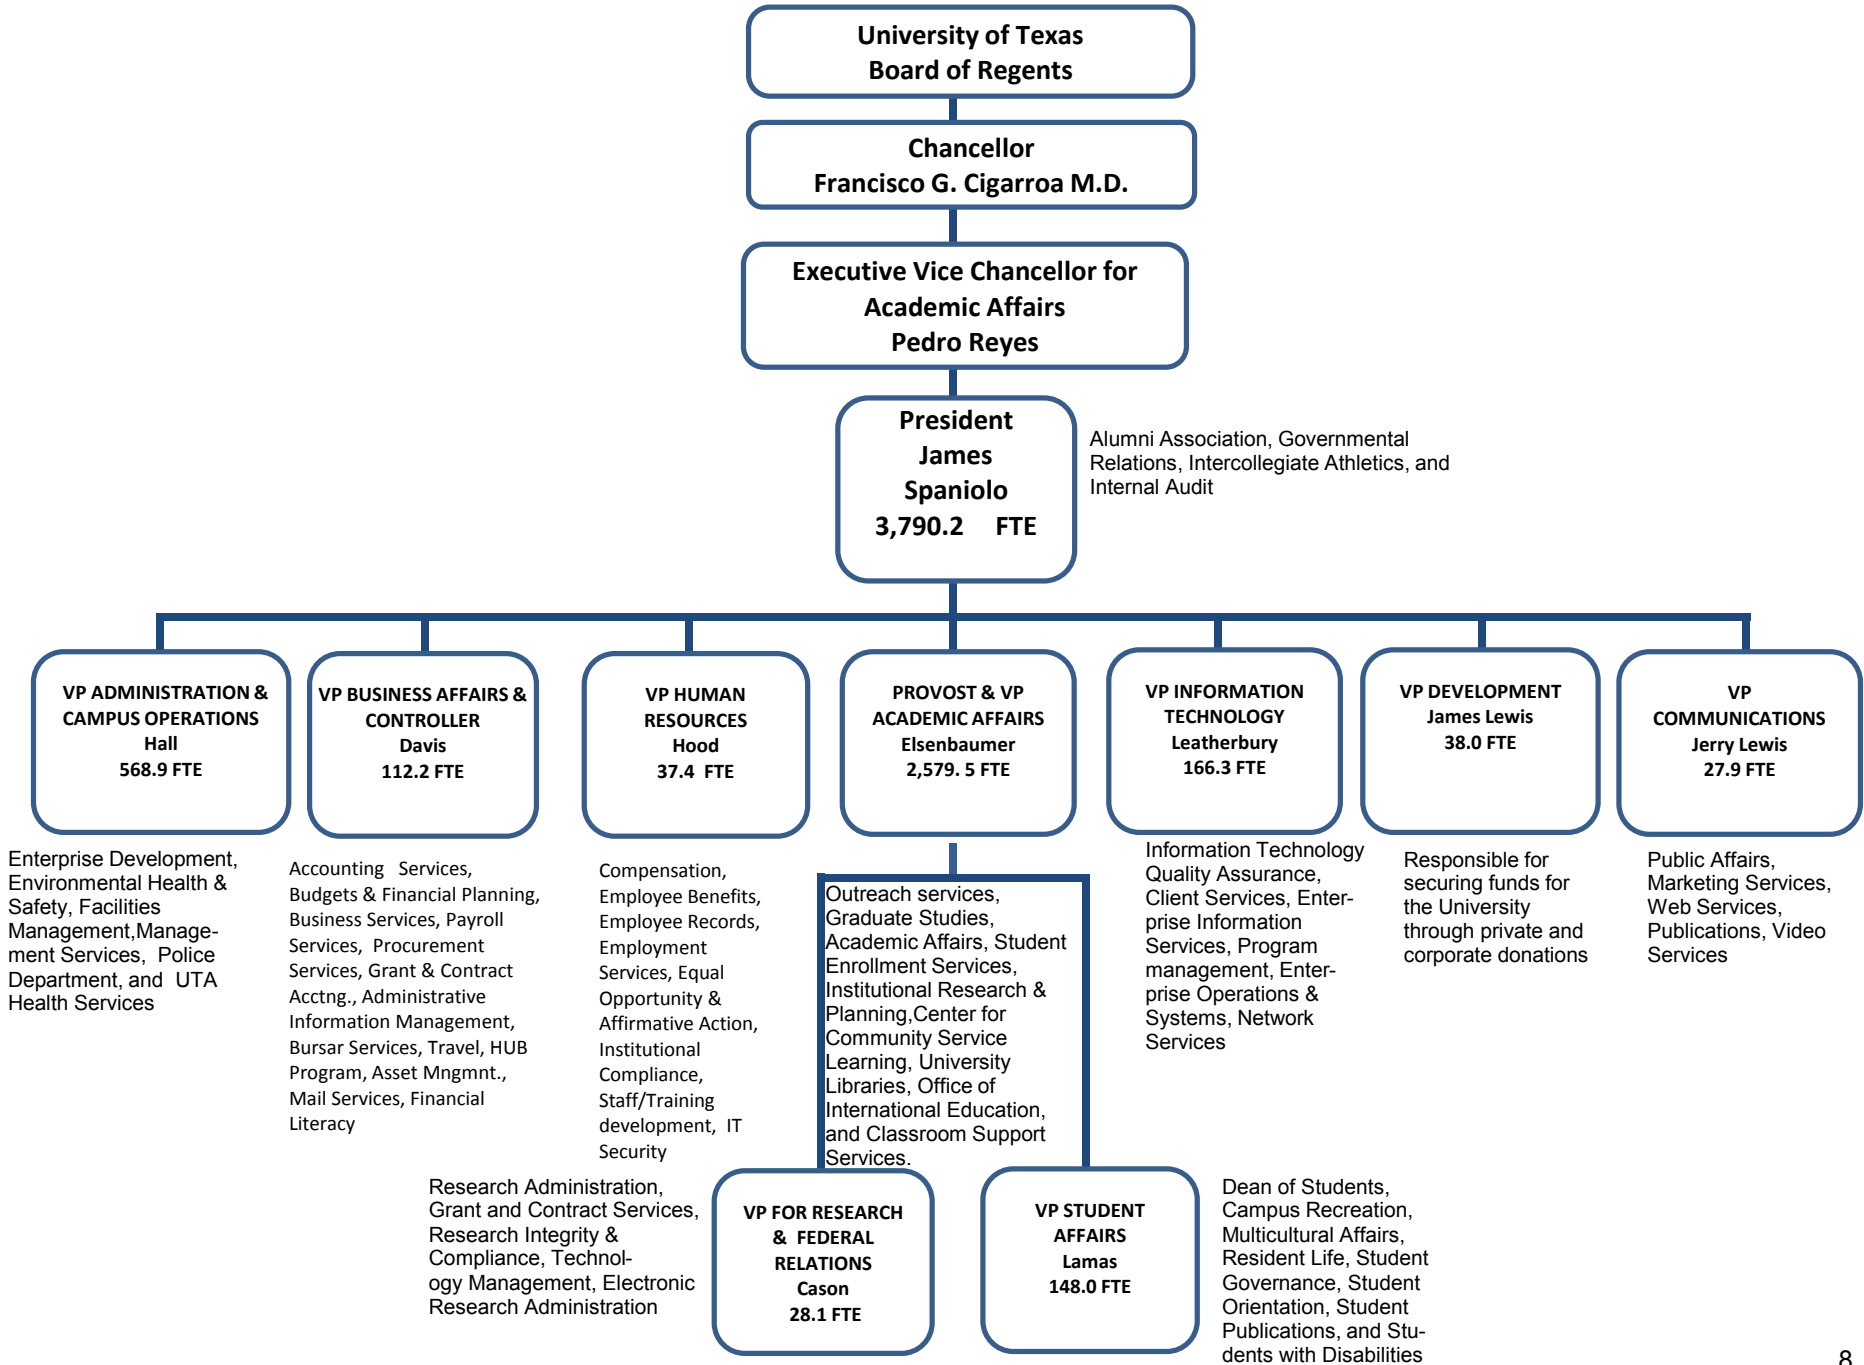 University of Texas
Board of Regents
Chancellor
Francisco G. Cigarroa M.D.
Executive Vice Chancellor for
Academic Affairs
Pedro Reyes
President
James
Spaniolo
3,790.2 FTE
Alumni Association, Governmental
Relations, Intercollegiate Athletics, and
Internal Audit
VP ADMINISTRATION &
CAMPUS OPERATIONS
Hall
568.9 FTE
VP BUSINESS AFFAIRS &
CONTROLLER
Davis
112.2 FTE
VP HUMAN
RESOURCES
Hood
37.4 FTE
PROVOST & VP
ACADEMIC AFFAIRS
Elsenbaumer
2,579. 5 FTE
VP INFORMATION
TECHNOLOGY
Leatherbury
166.3 FTE
VP DEVELOPMENT
James Lewis
38.0 FTE
VP
COMMUNICATIONS
Jerry Lewis
27.9 FTE
Enterprise Development,
Environmental Health &
Safety, Facilities
Management,Manage-
ment Services, Police
Department, and UTA
Health Services
Accounting Services,
Budgets & Financial Planning,
Business Services, Payroll
Services, Procurement
Services, Grant & Contract
Acctng., Administrative
Information Management,
Bursar Services, Travel, HUB
Program, Asset Mngmnt.,
Mail Services, Financial
Literacy
Compensation,
Employee Benefits,
Employee Records,
Employment
Services, Equal
Opportunity &
Affirmative Action,
Institutional
Compliance,
Staff/Training
development, IT
Security
Outreach services,
Graduate Studies,
Academic Affairs, Student
Enrollment Services,
Institutional Research &
Planning,Center for
Community Service
Learning, University
Libraries, Office of
International Education,
and Classroom Support
Services.
Information Technology
Quality Assurance,
Client Services, Enter-
prise Information
Services, Program
management, Enter-
prise Operations &
Systems, Network
Services
Responsible for
securing funds for
the University
through private and
corporate donations
Public Affairs,
Marketing Services,
Web Services,
Publications, Video
Services
Research Administration,
Grant and Contract Services,
Research Integrity &
Compliance, Technol-
ogy Management, Electronic
Research Administration
VP FOR RESEARCH
& FEDERAL
RELATIONS
Cason
28.1 FTE
VP STUDENT
AFFAIRS
Lamas
148.0 FTE
Dean of Students,
Campus Recreation,
Multicultural Affairs,
Resident Life, Student
Governance, Student
Orientation, Student
Publications, and Stu-
dents with Disabilities
8